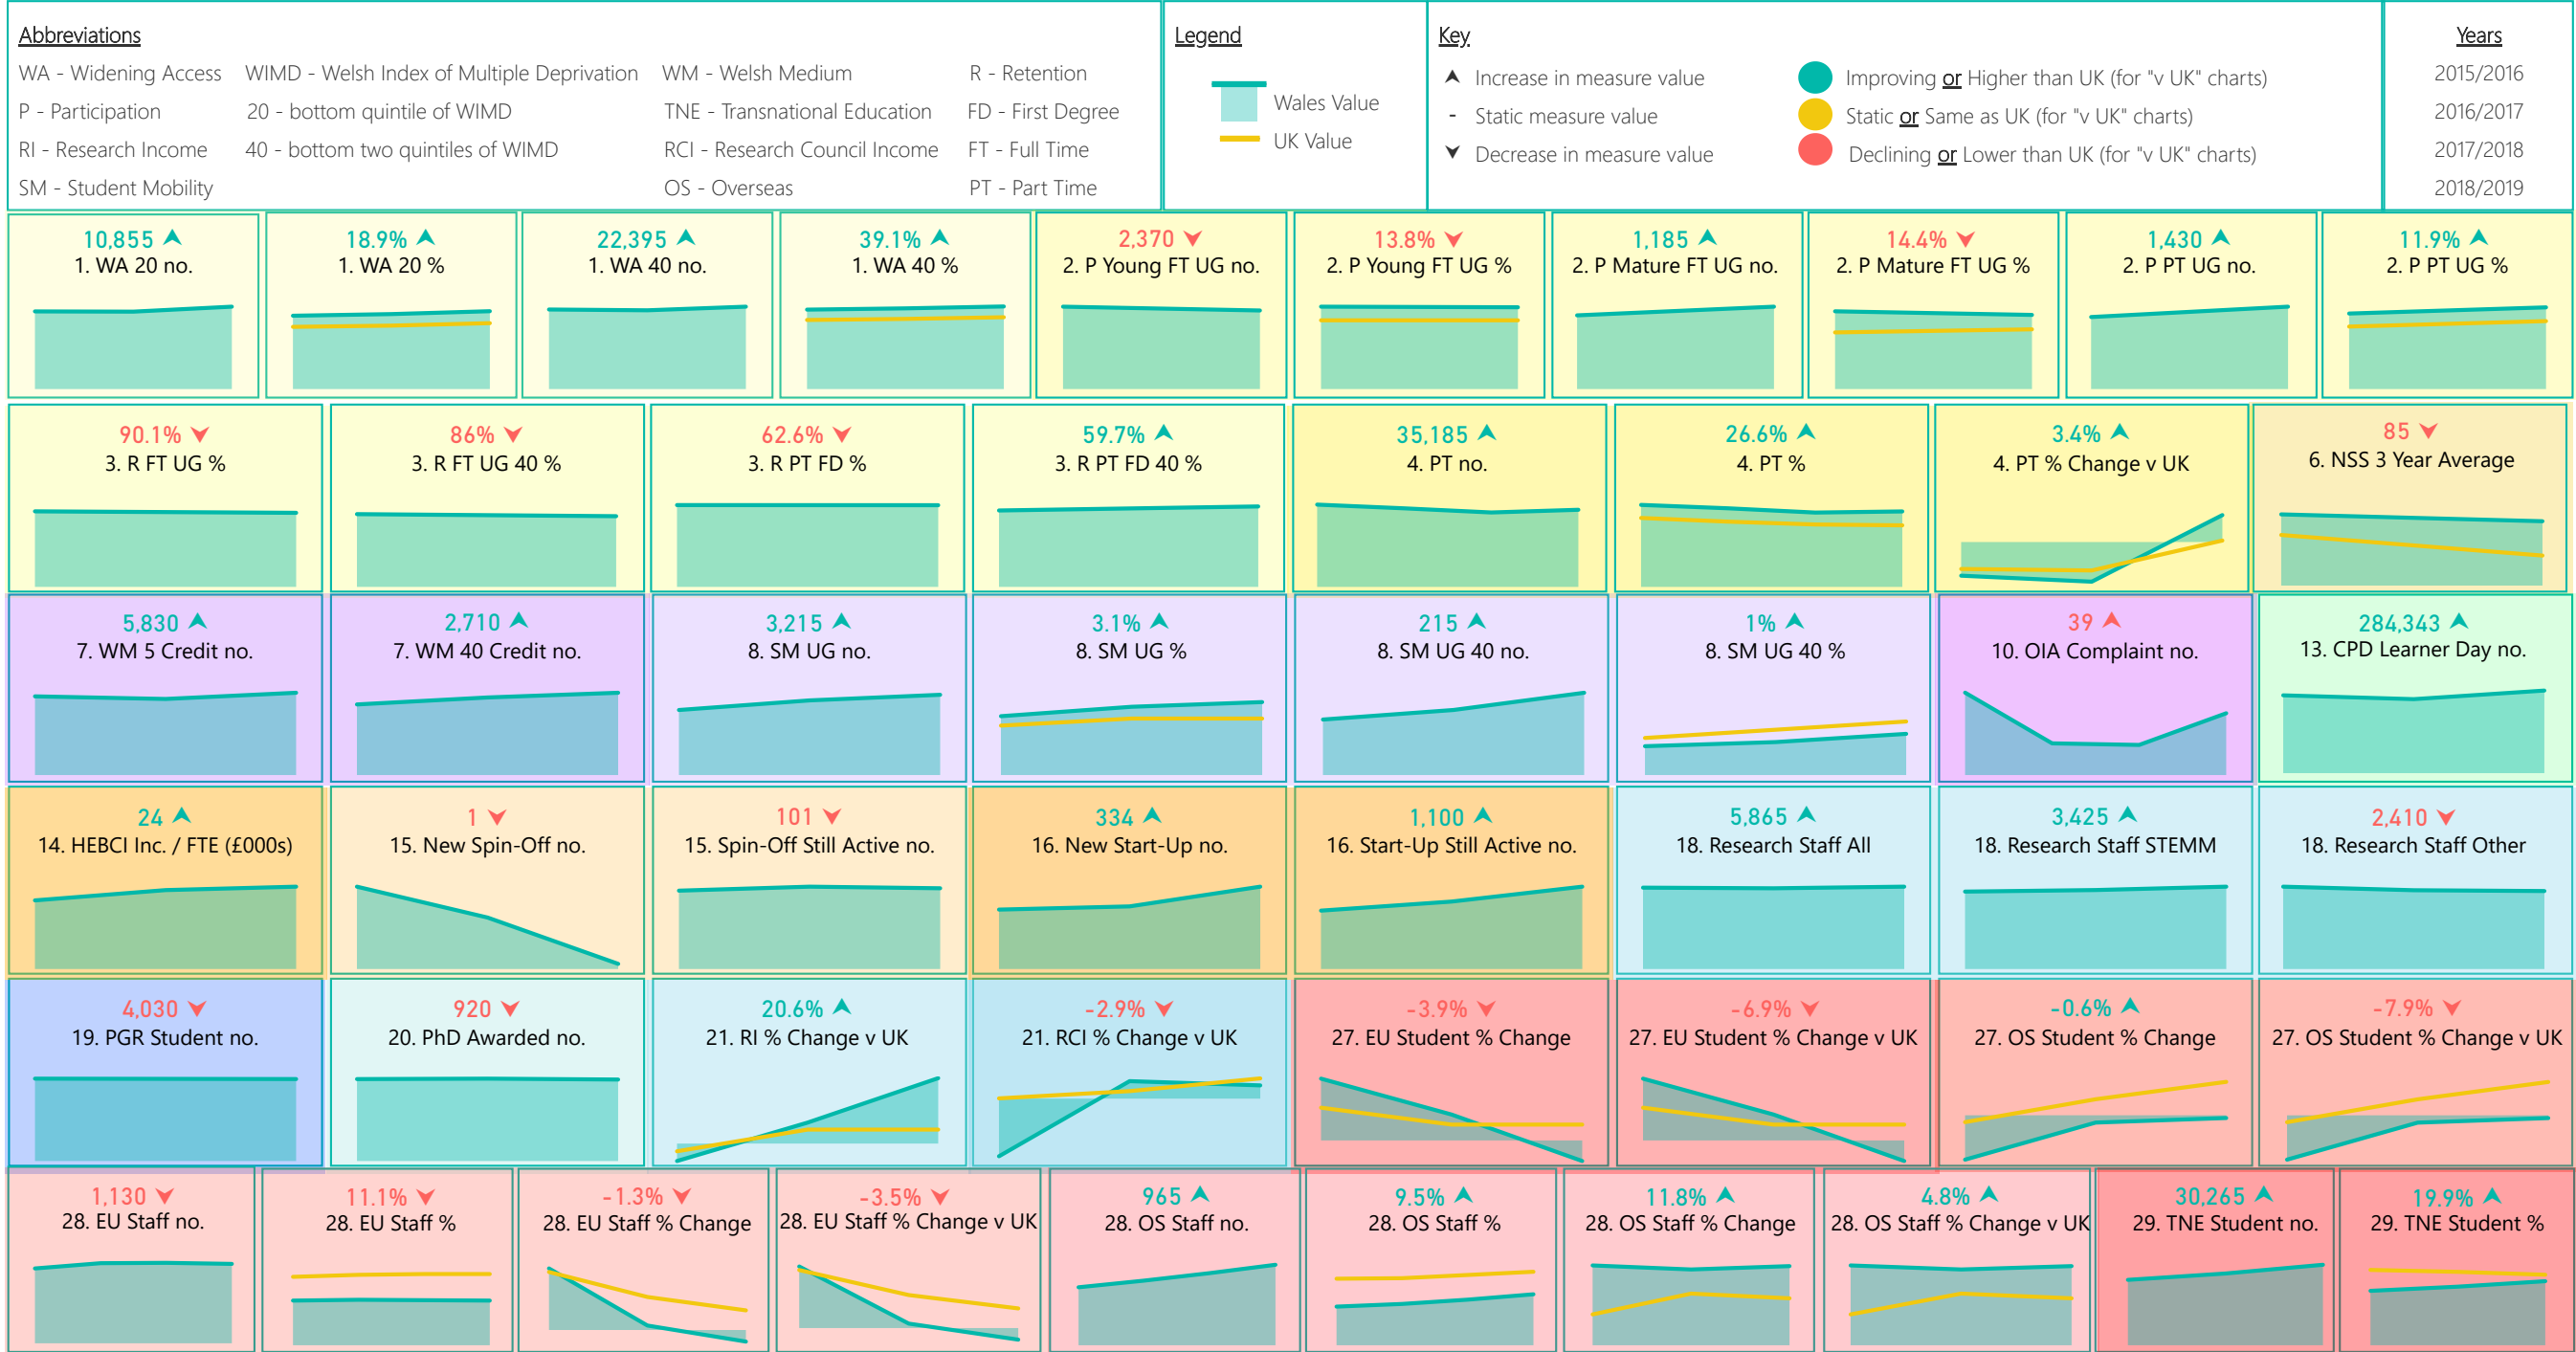 Abbreviations
WA - Widening Access WIMD - Welsh Index of Multiple Deprivation WM - Welsh Medium R - Retention
P - Participation 20 - bottom quintile of WIMD TNE - Transnational Education FD - First Degree
RI - Research Income 40 - bottom two quintiles of WIMD RCI - Research Council Income FT - Full Time
SM - Student Mobility OS - Overseas PT - Part Time
Legend
Wales Value
UK Value
Key
Increase in measure value Improving or Higher than UK (for "v UK" charts)
- Static measure value Static or Same as UK (for "v UK" charts)
Decrease in measure value Declining or Lower than UK (for "v UK" charts)
Years
2015/2016
2016/2017
2017/2018
2018/2019
10,855
1. WA 20 no.
18.9%
1. WA 20 %
22,395
1. WA 40 no.
39.1%
1. WA 40 %
2,370
2. P Young FT UG no.
13.8%
2. P Young FT UG %
1,185
2. P Mature FT UG no.
14.4%
2. P Mature FT UG %
1,430
2. P PT UG no.
11.9%
2. P PT UG %
90.1%
3. R FT UG %
86%
3. R FT UG 40 %
62.6%
3. R PT FD %
59.7%
3. R PT FD 40 %
35,185
4. PT no.
26.6%
4. PT %
3.4%
4. PT % Change v UK
85
6. NSS 3 Year Average
5,830
7. WM 5 Credit no.
2,710
7. WM 40 Credit no.
3,215
8. SM UG no.
3.1%
8. SM UG %
215
8. SM UG 40 no.
1%
8. SM UG 40 %
39
10. OIA Complaint no.
284,343
13. CPD Learner Day no.
24
14. HEBCI Inc. / FTE (£000s)
1
15. New Spin-Off no.
101
15. Spin-Off Still Active no.
334
16. New Start-Up no.
1,100
16. Start-Up Still Active no.
5,865
18. Research Staff All
3,425
18. Research Staff STEMM
2,410
18. Research Staff Other
4,030
19. PGR Student no.
920
20. PhD Awarded no.
20.6%
21. RI % Change v UK
-2.9%
21. RCI % Change v UK
-3.9%
27. EU Student % Change
-6.9%
27. EU Student % Change v UK
-0.6%
27. OS Student % Change
-7.9%
27. OS Student % Change v UK
1,130
28. EU Staff no.
11.1%
28. EU Staff %
-1.3%
28. EU Staff % Change
-3.5%
28. EU Staff % Change v UK
965
28. OS Staff no.
9.5%
28. OS Staff %
11.8%
28. OS Staff % Change
4.8%
28. OS Staff % Change v UK
30,265
29. TNE Student no.
19.9%
29. TNE Student %